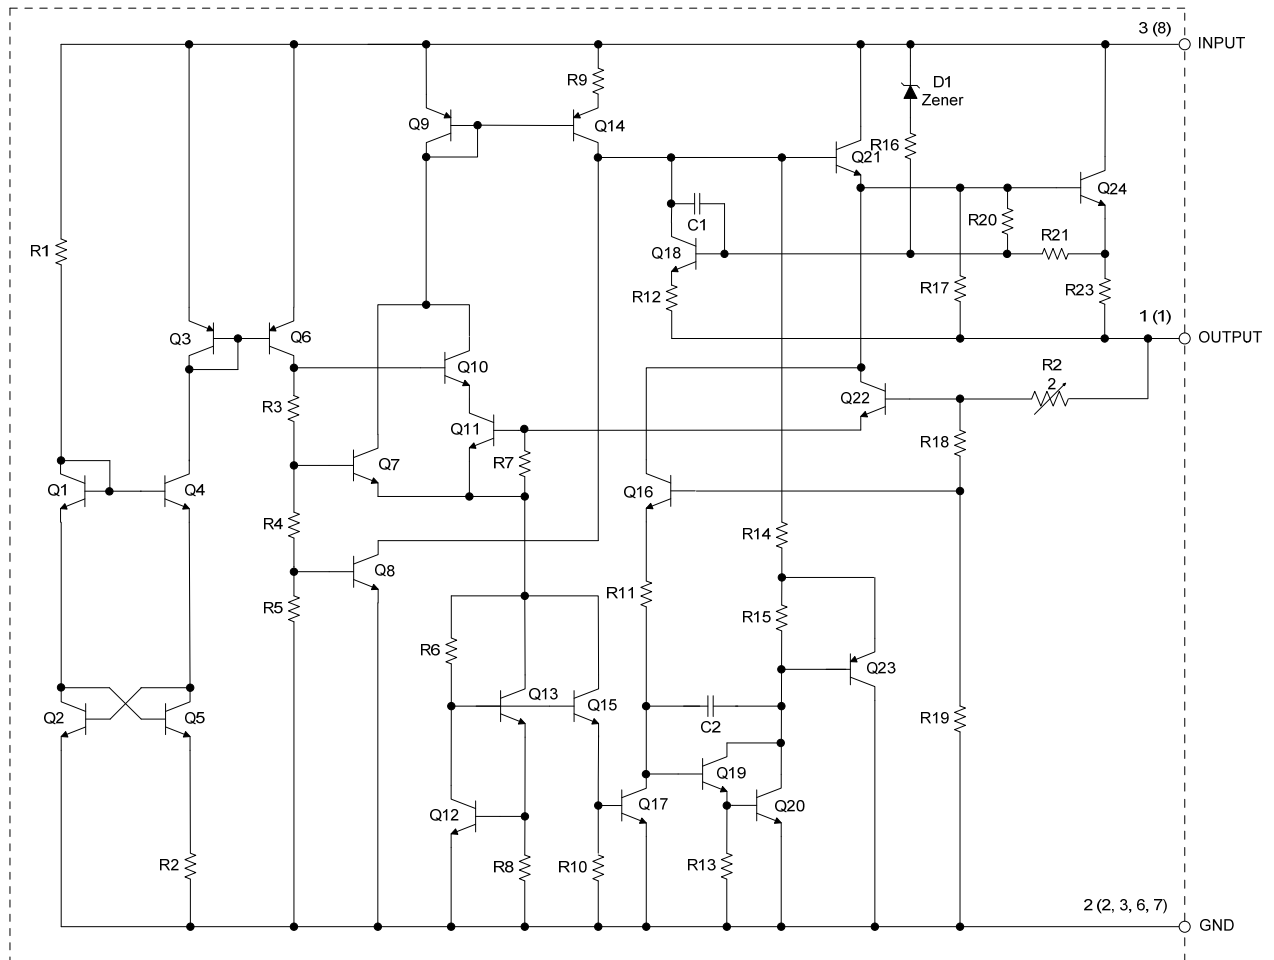 3 (8)
INPUT
R9
D1
Zener
Q9
Q14
R16
Q21
Q24
C1
R20
R21
R1
Q18
R12
R17
R23
1 (1)
OUTPUT
Q3
Q6
Q10
R2
2
Q22
R3
Q11
R18
Q7
R7
Q1
Q4
Q16
R4
R14
Q8
R11
R5
R15
R6
Q23
Q13
Q2
Q5
Q15
R19
C2
Q19
Q12
Q17
Q20
R2
R8
R10
R13
2 (2, 3, 6, 7)
GND